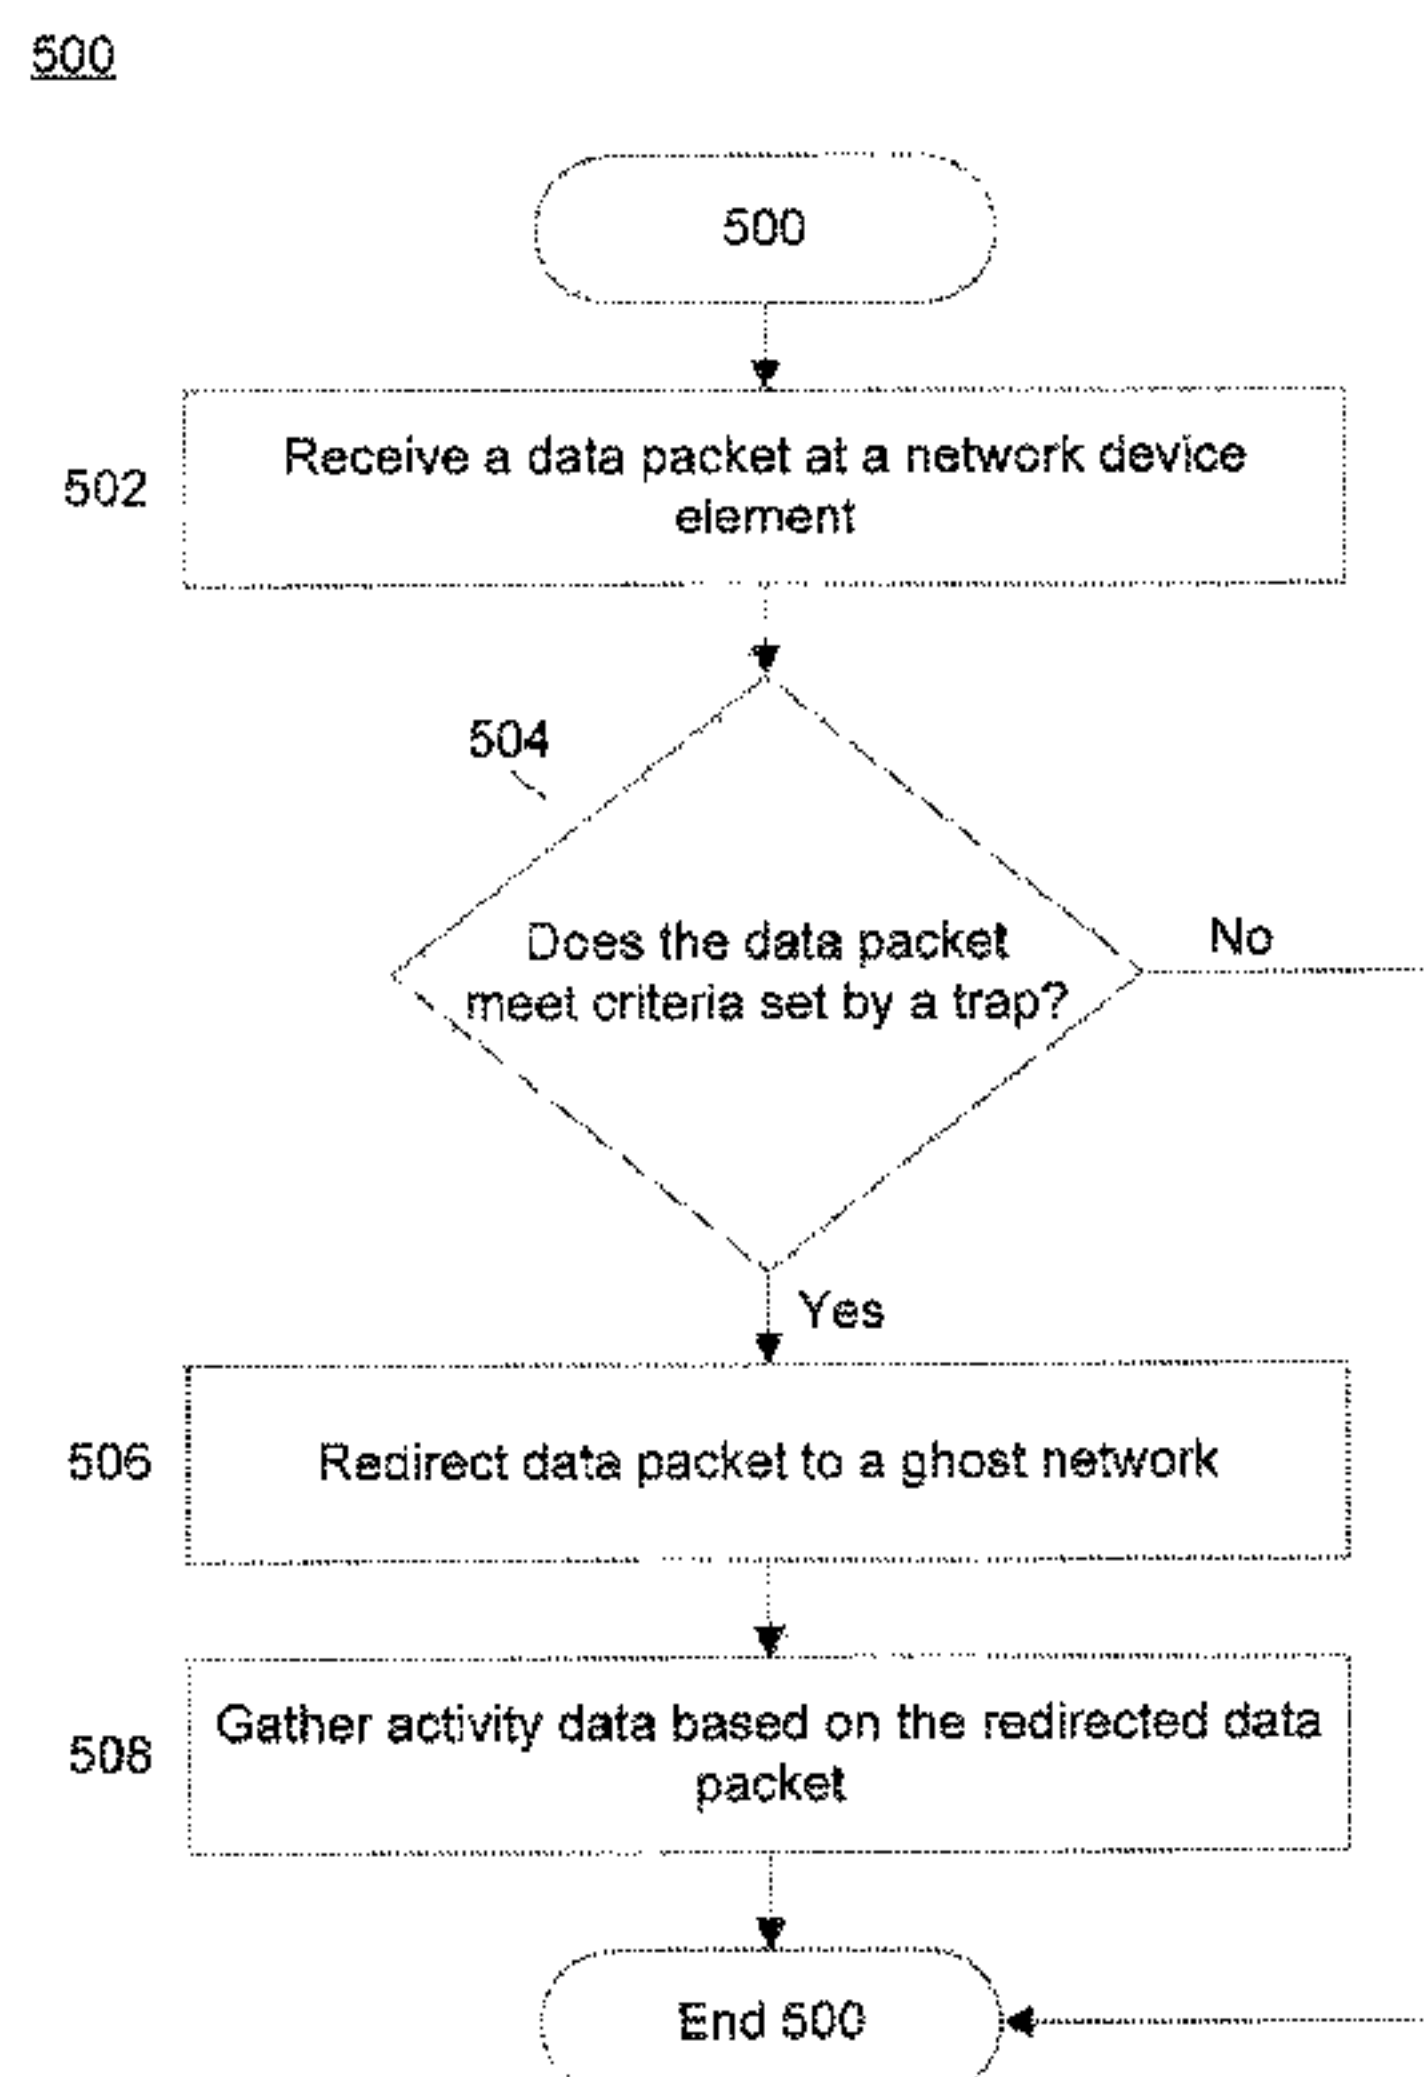 500
500
502
Receive a data packet at a network device
element
504
Does the data packet
meet criteria set by a trap?
No
Yes
506
Redirect data packet to a ghost network
508
Gather activity data based on the redirected data
packet
End 500